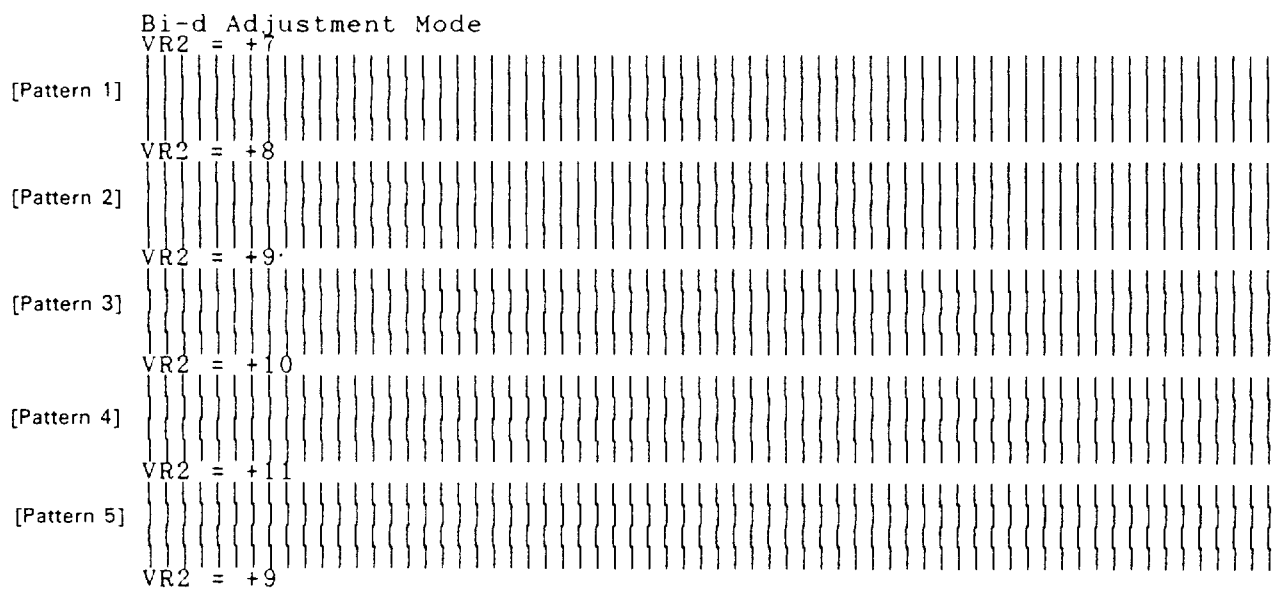 Bi-d Adjustment Mode
VR2 = +7
[Pattern 1]
VR2 = +8
[Pattern 2]
VR2 = +9
[Pattern 3]
VR2 = +10
[Pattern 4]
VR2 = +11
[Pattern 5]
VR2 = +9